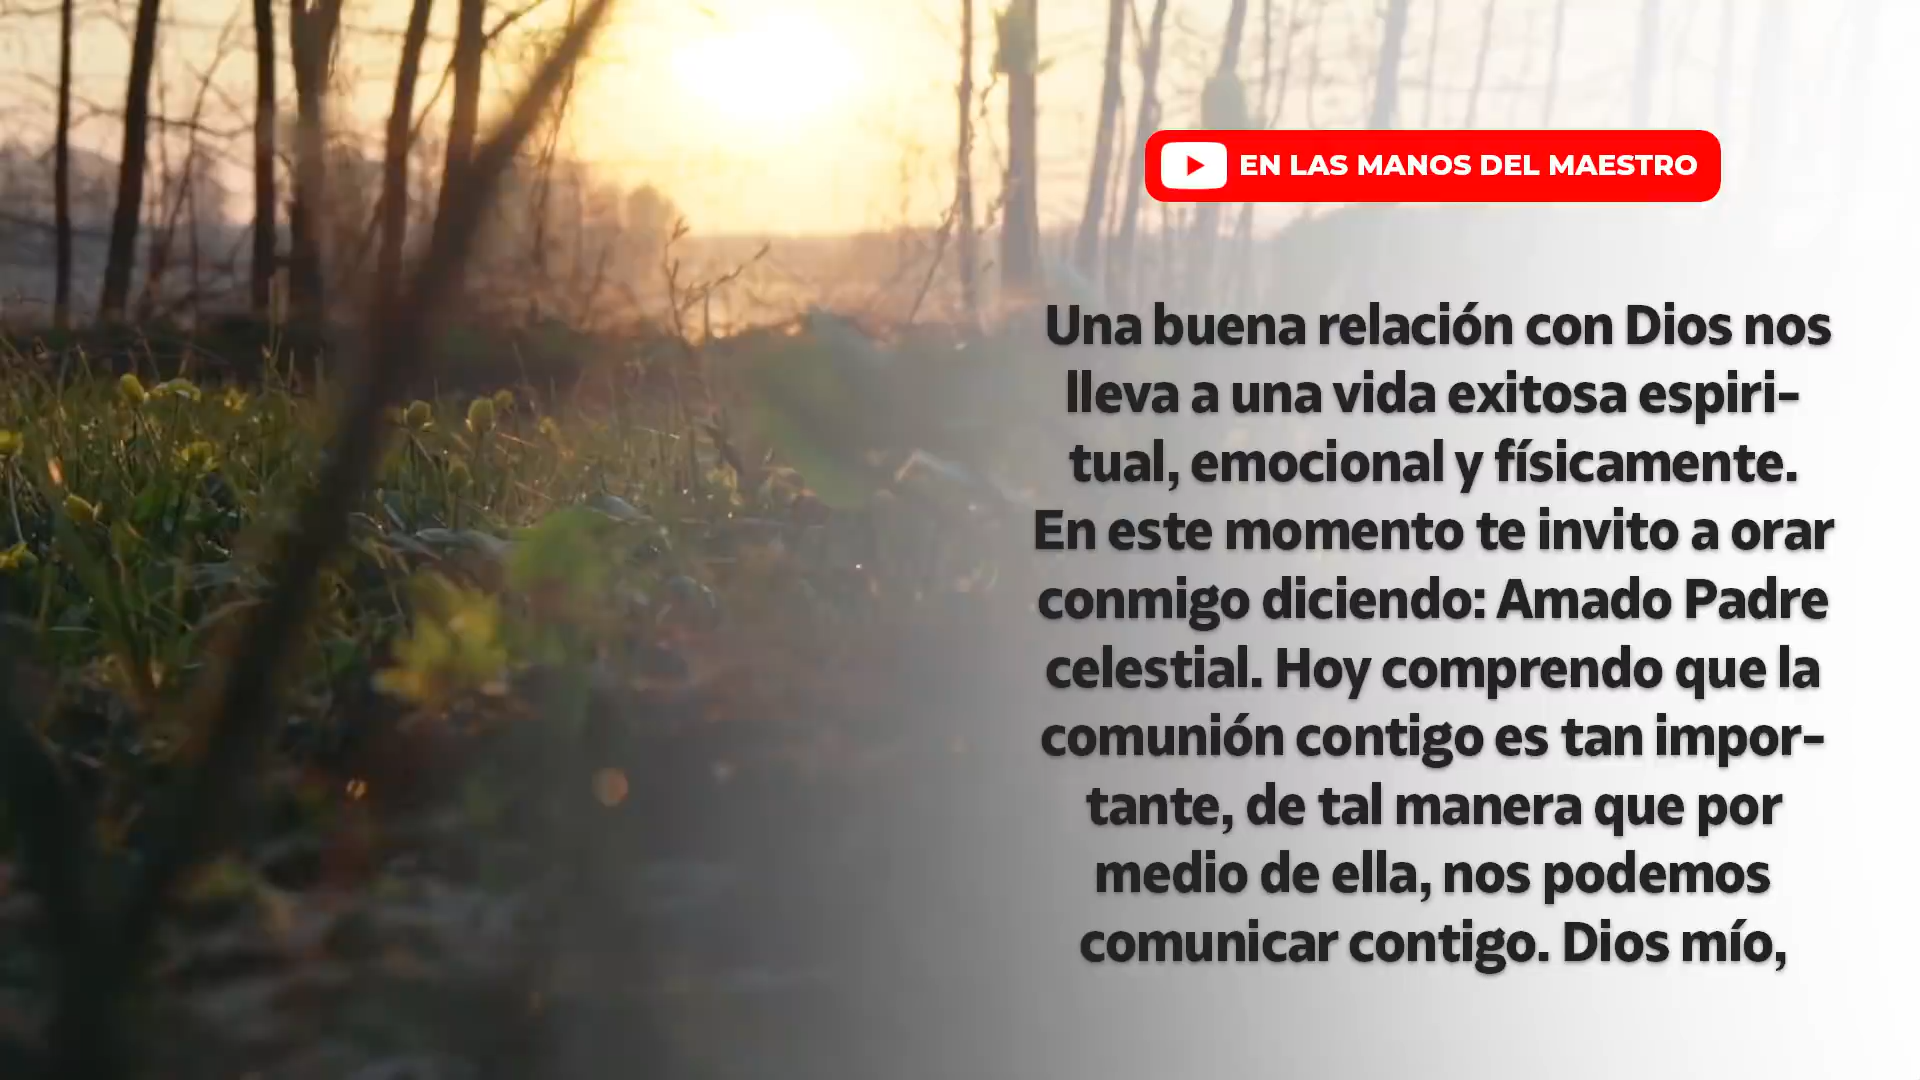 EN LAS MANOS DEL MAESTRO
Una buena relación con Dios nos
lleva a una vida exitosa espiri-
tual, emocional y físicamente.
En este momento te invito a orar
conmigo diciendo: Amado Padre
celestial. Hoy comprendo que la
comunión contigo es tan impor-
tante, de tal manera que por
medio de ella, nos podemos
comunicar contigo. Dios mío,